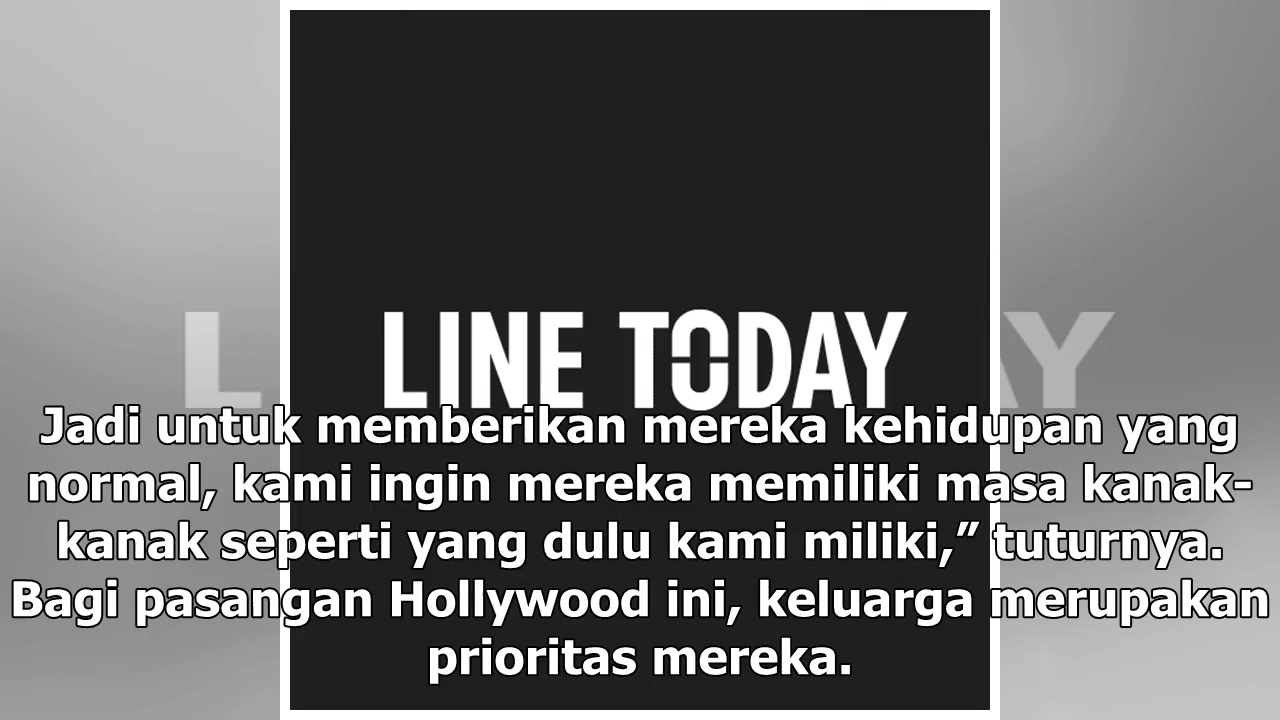 LINE TODAY
L
AY
Jadi untuk memberikan mereka kehidupan yang
normal, kami ingin mereka memiliki masa kanak-
kanak seperti yang dulu kami miliki,” tuturnya.
Bagi pasangan Hollywood ini, keluarga merupakan
prioritas mereka.